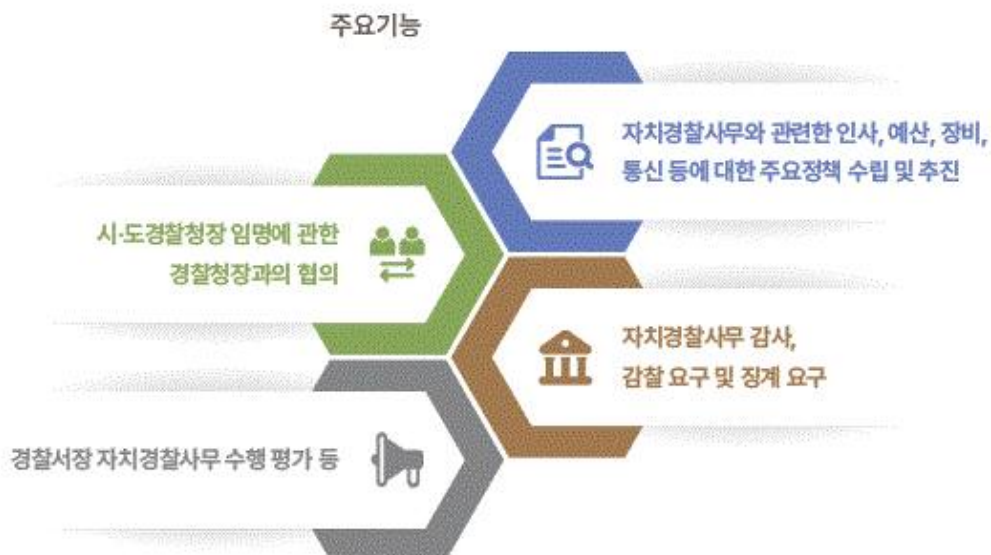 주요기능
자치경찰사무와 관련한 인사, 예산, 장비,
통신 등에 대한 주요정책 수립 및 추진
시·도경찰청장 임명에 관한
경찰청장과의 협의
자치경찰사무 감사,
감찰 요구 및 징계 요구
경찰서장 자치경찰사무 수행 평가 등